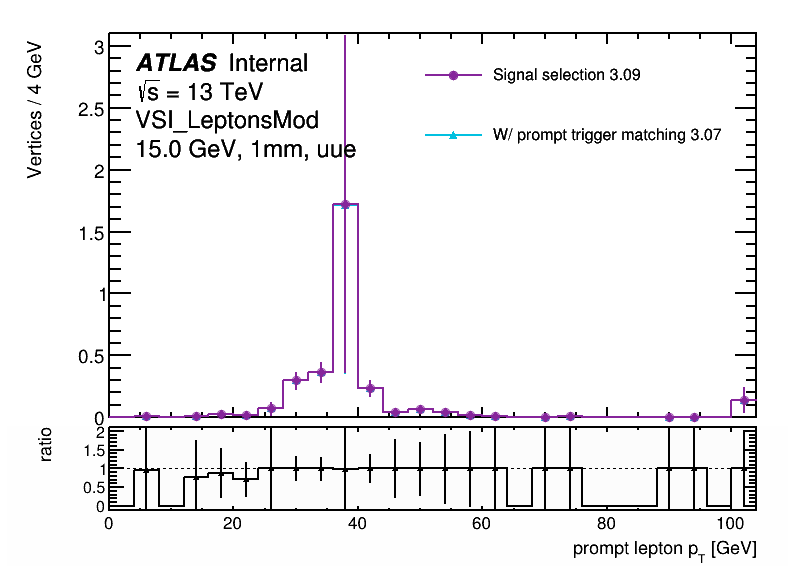 Vertices / 4 GeV
3
2.5
2
1.5
1
0.5
0
ATLAS Internal
√s = 13 TeV
VSI_LeptonsMod
15.0 GeV, 1mm, uue
Signal selection 3.09
W/ prompt trigger matching 3.07
ratio
2
1.5
1
0.5
0
0 20 40 60 80 100
prompt lepton p_T [GeV]